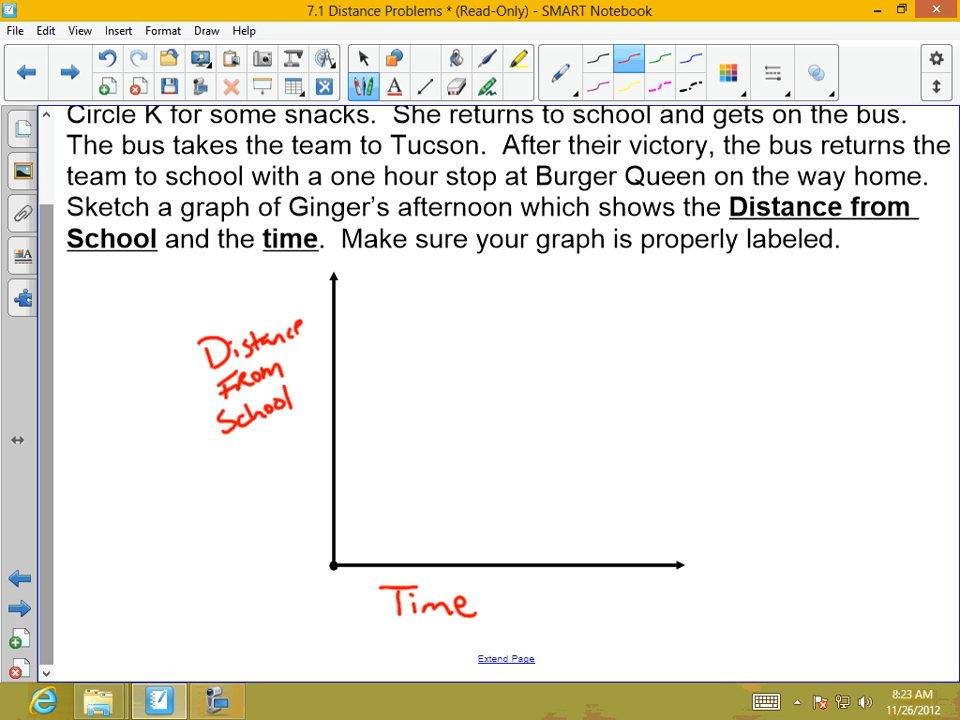 7.1 Distance Problems * (Read-Only) - SMART Notebook
File Edit View Insert Format Draw Help
Circle K for some snacks. She returns to school and gets on the bus.
The bus takes the team to Tucson. After their victory, the bus returns the
team to school with a one hour stop at Burger Queen on the way home.
Sketch a graph of Ginger's afternoon which shows the Distance from
School and the time. Make sure your graph is properly labeled.
Distance
From
School
Time
Extend Page
8:23 AM
11/26/2012